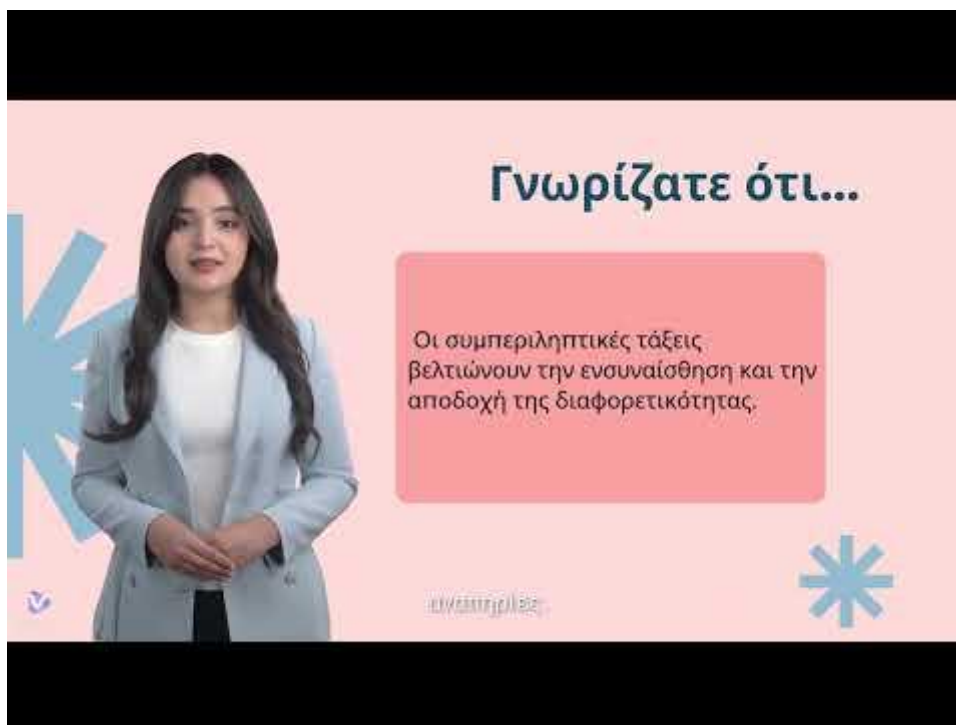 Γνωρίζατε ότι...
Οι συμπεριληπτικές τάξεις
βελτιώνουν την ενσυναίσθηση και την
αποδοχή της διαφορετικότητας.
αναπηρίες